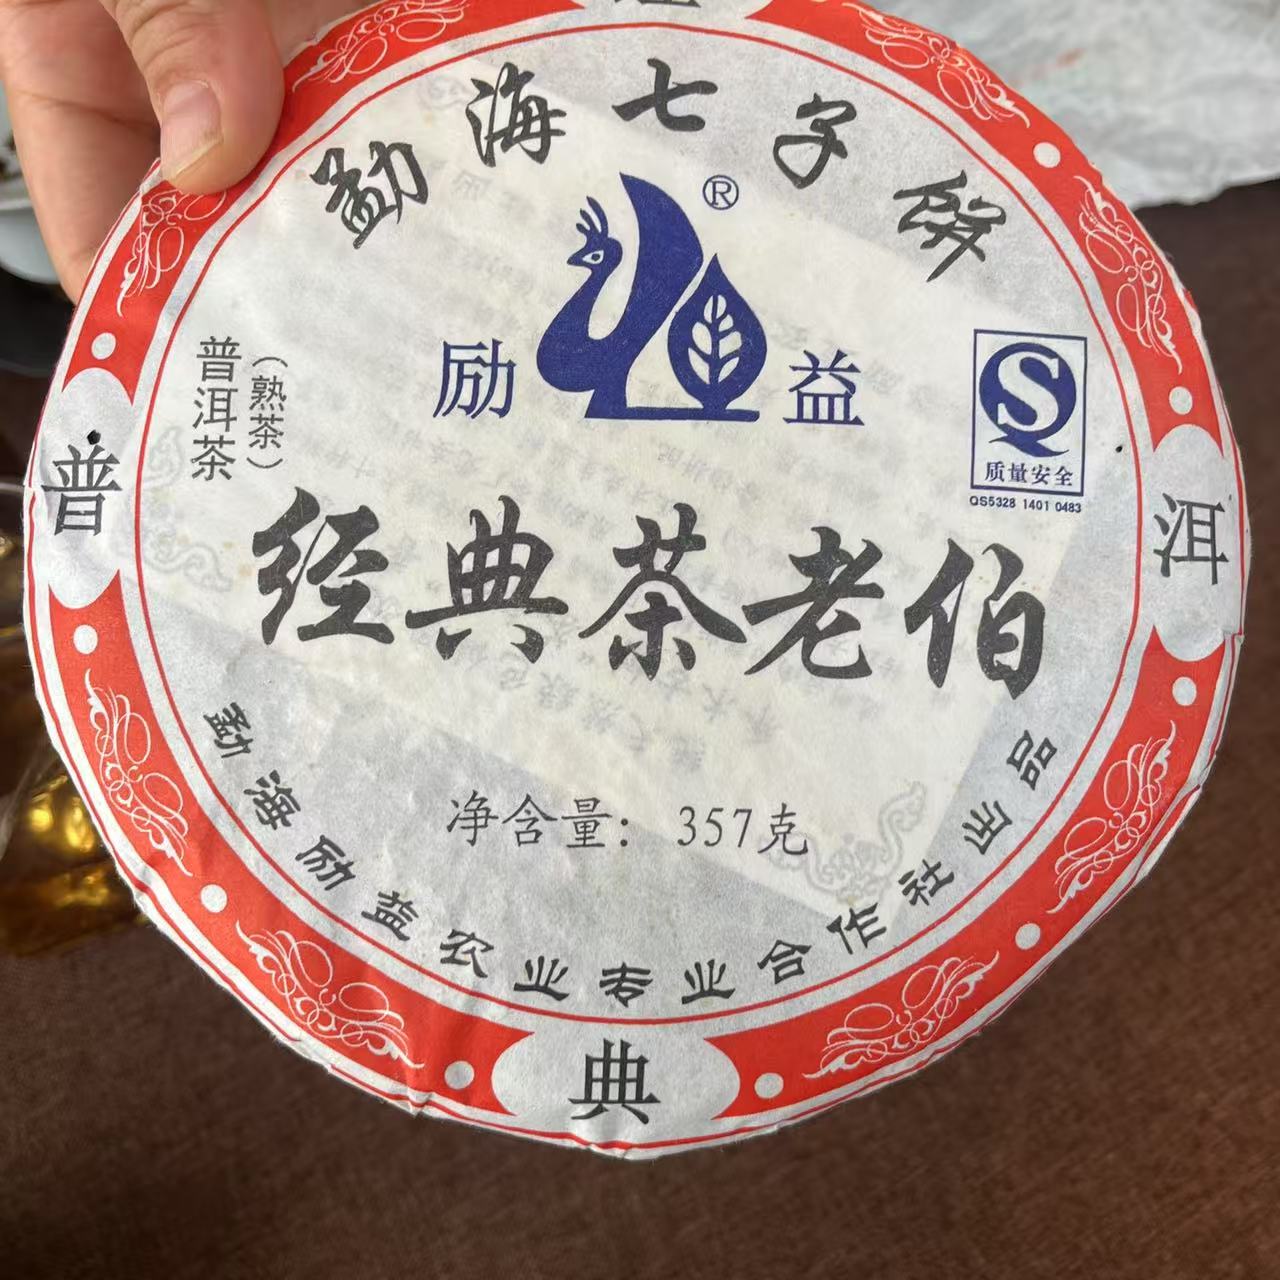 勐海七子饼
®
励益
普洱茶
（熟茶）
质量安全
QS5328 1401 0483
经典茶老伯
净含量：357克
勐海励益农业专业合作社出品
普
洱
典